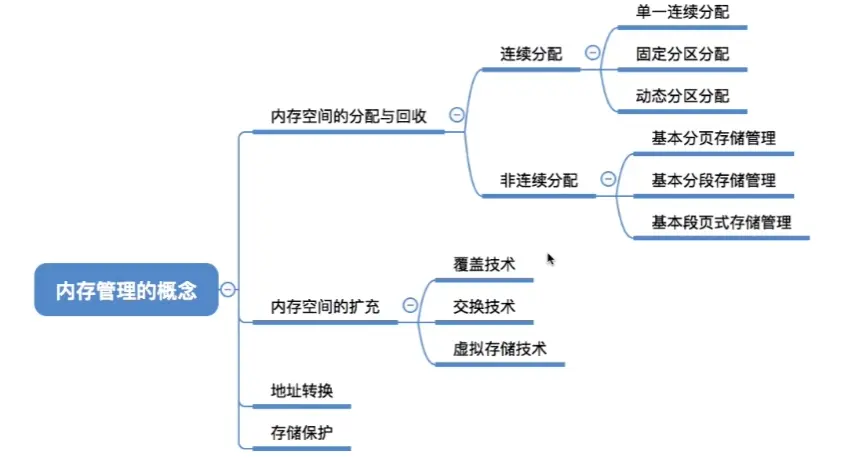 内存管理的概念
内存空间的分配与回收
连续分配
单一连续分配
固定分区分配
动态分区分配
非连续分配
基本分页存储管理
基本分段存储管理
基本段页式存储管理
内存空间的扩充
覆盖技术
交换技术
虚拟存储技术
地址转换
存储保护